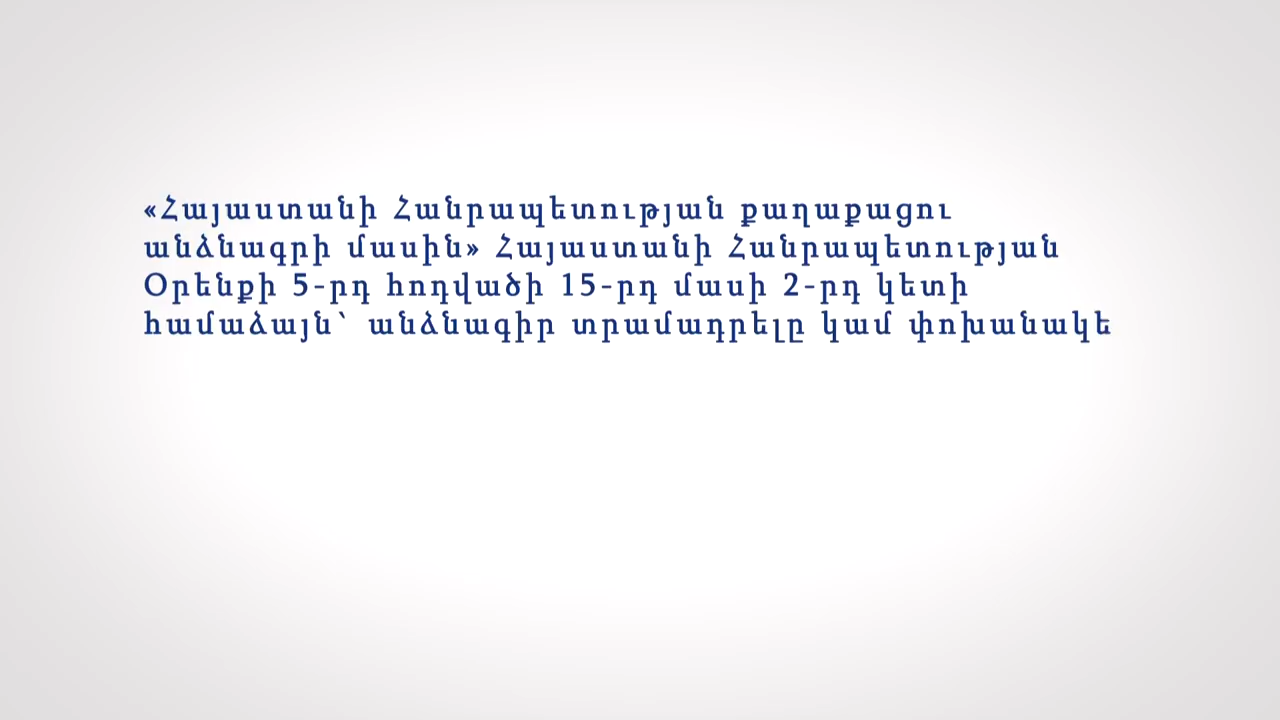 «Հայաստանի Հանրապետության քաղաքացու
անձնագրի մասին» Հայաստանի Հանրապետության
Օրենքի 5-րդ հոդվածի 15-րդ մասի 2-րդ կետի
համաձայն՝ անձնագիր տրամադրելը կամ փոխանակե